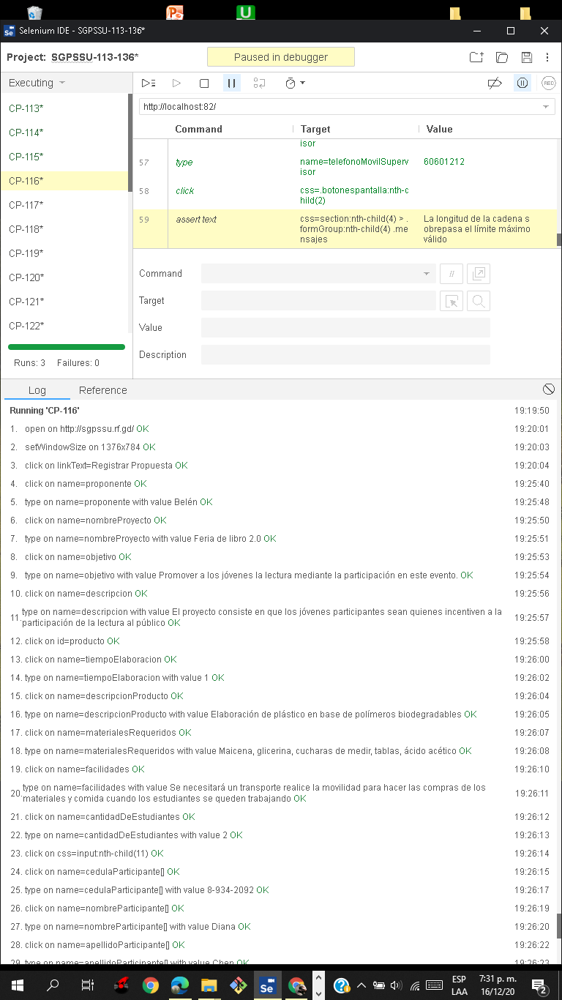 U
Selenium IDE - SGPSSU-113-136*
Project: SGPSSU-113-136*
Paused in debugger
Executing
REC
CP-113*
CP-114*
CP-115*
CP-116*
CP-117*
CP-118*
CP-119*
CP-120*
CP-121*
CP-122*
Runs: 3 Failures: 0
http://localhost:82/
Command Target Value
isor
57 type name=telefonoMovilSuperv 60601212
isor
58 click css=.botonespantalla:nth-c
hild(2)
59 assert text css=section:nth-child(4) > . La longitud de la cadena s
formGroup:nth-child(4) .me obrepasa el límite máximo
nsajes válido
Command //
Target
Value
Description
Log Reference
Running 'CP-116' 19:19:50
1. open on http://sgpssu.rf.gd/ OK 19:20:01
2. setWindowSize on 1376x784 OK 19:20:03
3. click on linkText=Registrar Propuesta OK 19:20:04
4. click on name=proponente OK 19:25:40
5. type on name=proponente with value Belén OK 19:25:48
6. click on name=nombreProyecto OK 19:25:50
7. type on name=nombreProyecto with value Feria de libro 2.0 OK 19:25:51
8. click on name=objetivo OK 19:25:53
9. type on name=objetivo with value Promover a los jóvenes la lectura mediante la participación en este evento. OK 19:25:54
10. click on name=descripcion OK 19:25:56
11. type on name=descripcion with value El proyecto consiste en que los jóvenes participantes sean quienes incentiven a la 19:25:57
participación de la lectura al público OK
12. click on id=producto OK 19:25:58
13. click on name=tiempoElaboracion OK 19:26:00
14. type on name=tiempoElaboracion with value 1 OK 19:26:02
15. click on name=descripcionProducto OK 19:26:04
16. type on name=descripcionProducto with value Elaboración de plástico en base de polímeros biodegradables OK 19:26:05
17. click on name=materialesRequeridos OK 19:26:07
18. type on name=materialesRequeridos with value Maicena, glicerina, cucharas de medir, tablas, ácido acético OK 19:26:08
19. click on name=facilidades OK 19:26:10
20. type on name=facilidades with value Se necesitará un transporte realice la movilidad para hacer las compras de los 19:26:11
materiales y comida cuando los estudiantes se queden trabajando OK
21. click on name=cantidadDeEstudiantes OK 19:26:12
22. type on name=cantidadDeEstudiantes with value 2 OK 19:26:13
23. click on css=input:nth-child(11) OK 19:26:14
24. click on name=cedulaParticipante[] OK 19:26:15
25. type on name=cedulaParticipante[] with value 8-934-2092 OK 19:26:17
26. click on name=nombreParticipante[] OK 19:26:19
27. type on name=nombreParticipante[] with value Diana OK 19:26:20
28. click on name=apellidoParticipante[] OK 19:26:22
29. type on name=apellidoParticipante[] with value Chen OK 19:26:23
Se
ESP 7:31 p. m.
LAA 16/12/20 2